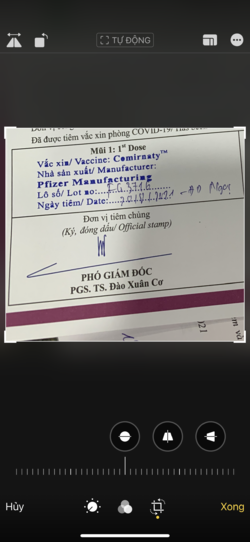 TỰ ĐỘNG
Đã được tiêm vắc xin phòng COVID-19/
Mũi 1: 1st Dose
Vắc xin/ Vaccine: Comirnaty™
Nhà sản xuất/ Manufacturer:
Pfizer Manufacturing
Lô số/ Lot no:
Ngày tiêm/ Date:
Đơn vị tiêm chủng
(Ký, đóng dấu/ Official stamp)
PHÓ GIÁM ĐỐC
PGS. TS. Đào Xuân Cơ
Hủy
Xong